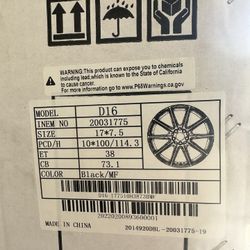 WARNING: This product can expose you to chemicals
including lead,which is known to the State of California
to cause cancer.
For more information go to www.P65Warnings.ca.gov
MODEL D16
ITEM NO 20031775
SIZE 17*7.5
PCD/H 10*100/114.3
ET 38
CB 73.1
COLOR Black/MF
MADE IN CHINA
20149200BL-20031775-19